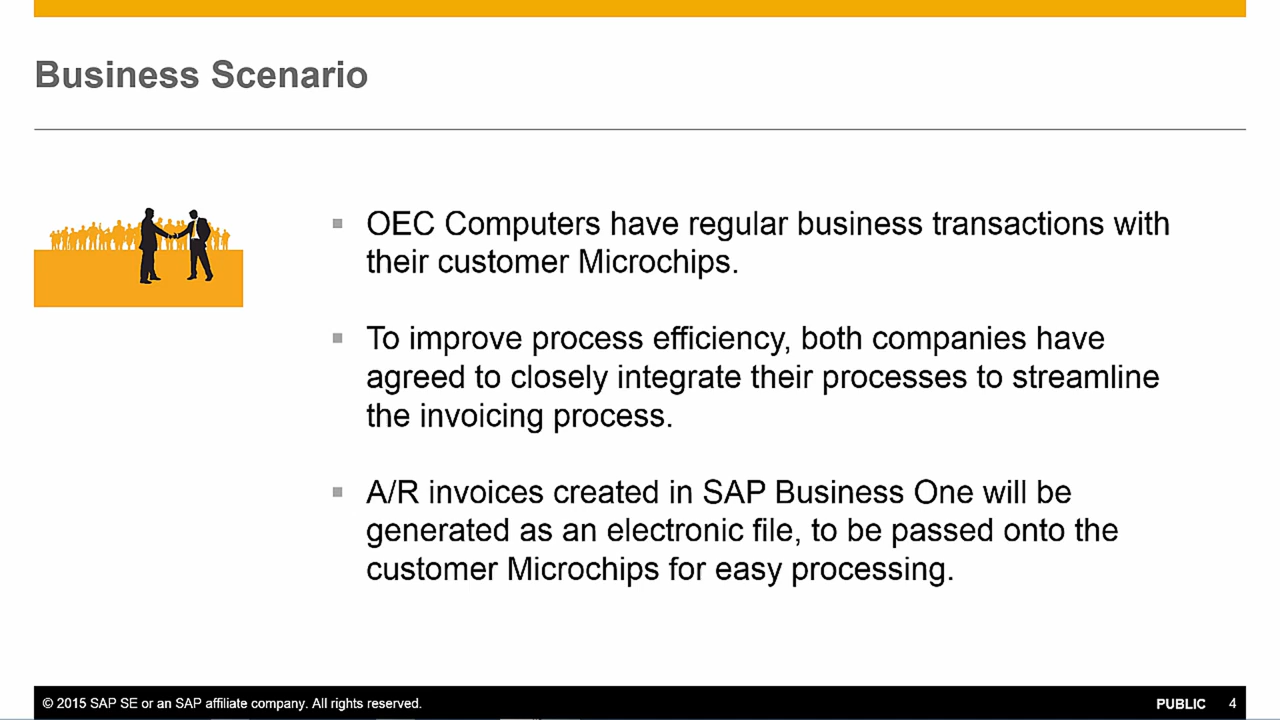 Business Scenario
▪ OEC Computers have regular business transactions with
their customer Microchips.
▪ To improve process efficiency, both companies have
agreed to closely integrate their processes to streamline
the invoicing process.
▪ A/R invoices created in SAP Business One will be
generated as an electronic file, to be passed onto the
customer Microchips for easy processing.
© 2015 SAP SE or an SAP affiliate company. All rights reserved. PUBLIC 4